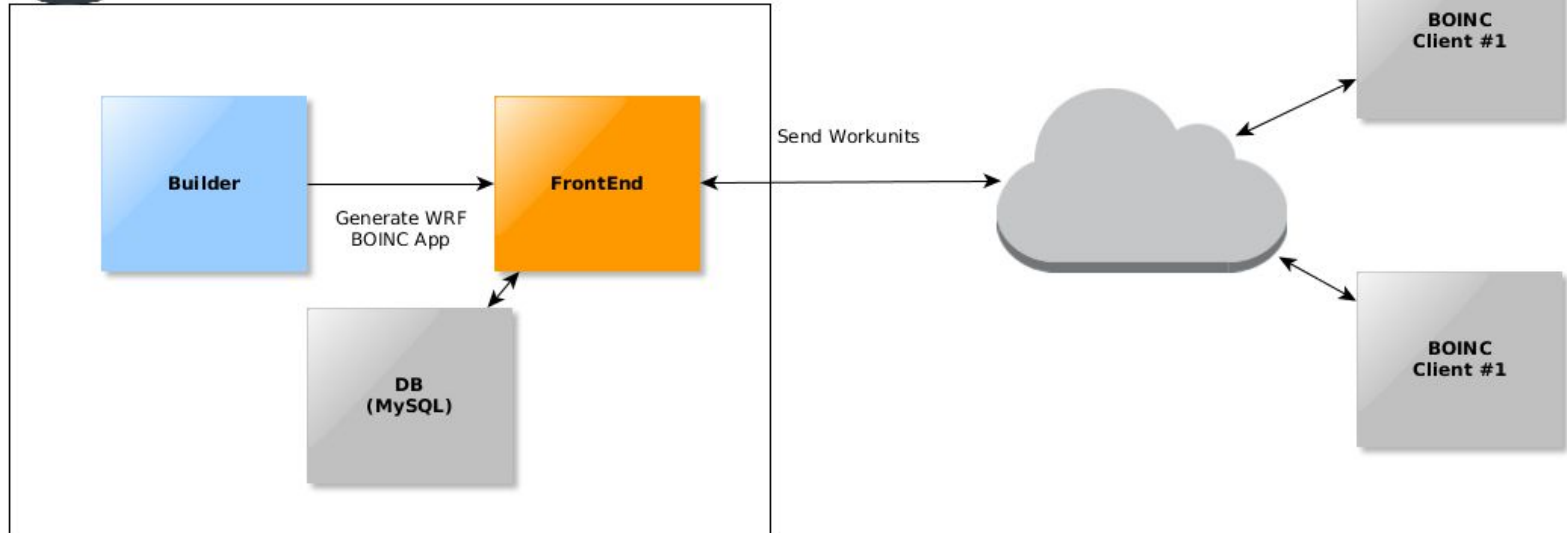 BOINC
Client #1
Send Workunits
Builder
FrontEnd
Generate WRF
BOINC App
BOINC
Client #1
DB
(MySQL)